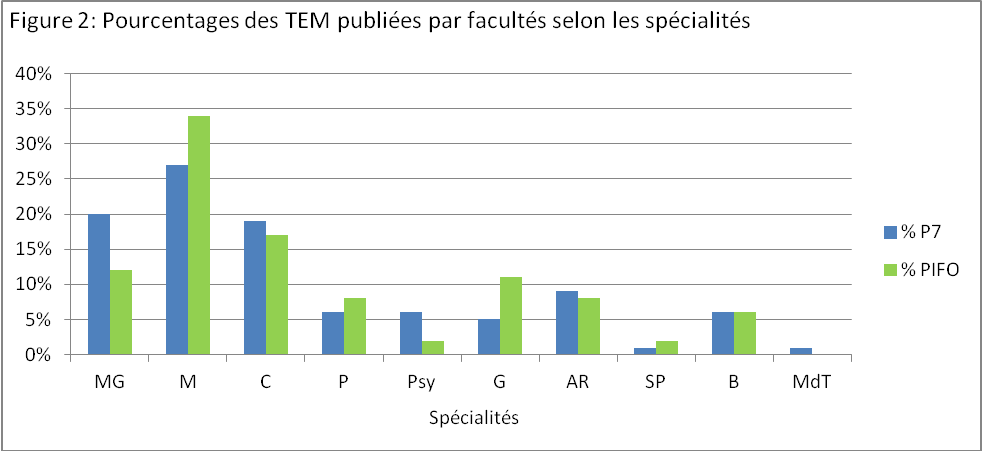 Figure 2: Pourcentages des TEM publiées par facultés selon les spécialités
40%
35%
30%
25%
20%
15%
10%
5%
0%
MG M C P Psy G AR SP B MdT
Spécialités
% P7
% PIFO